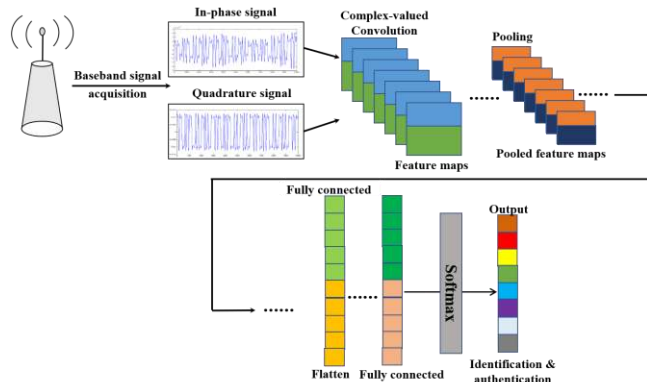 In-phase signal
Complex-valued
Convolution
Pooling
Baseband signal
acquisition
Quadrature signal
Feature maps
Pooled feature maps
Fully connected
Output
Softmax
Flatten
Fully connected
Identification &
authentication